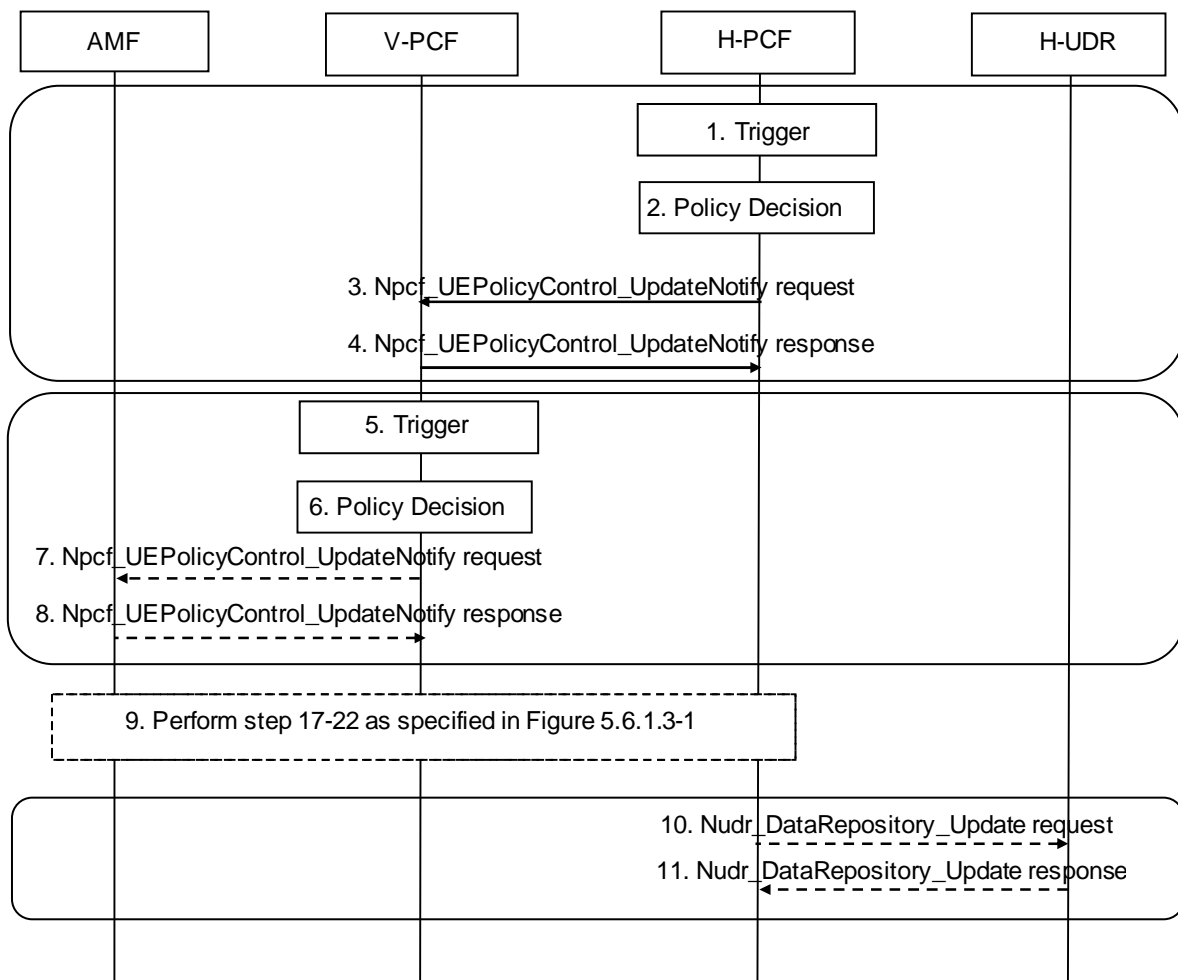 AMF
V-PCF
H-PCF
H-UDR
1. Trigger
2. Policy Decision
3. Npcf_UEPolicyControl_UpdateNotify request
4. Npcf_UEPolicyControl_UpdateNotify response
5. Trigger
6. Policy Decision
7. Npcf_UEPolicyControl_UpdateNotify request
8. Npcf_UEPolicyControl_UpdateNotify response
9. Perform step 17-22 as specified in Figure 5.6.1.3-1
10. Nudr_DataRepository_Update request
11. Nudr_DataRepository_Update response